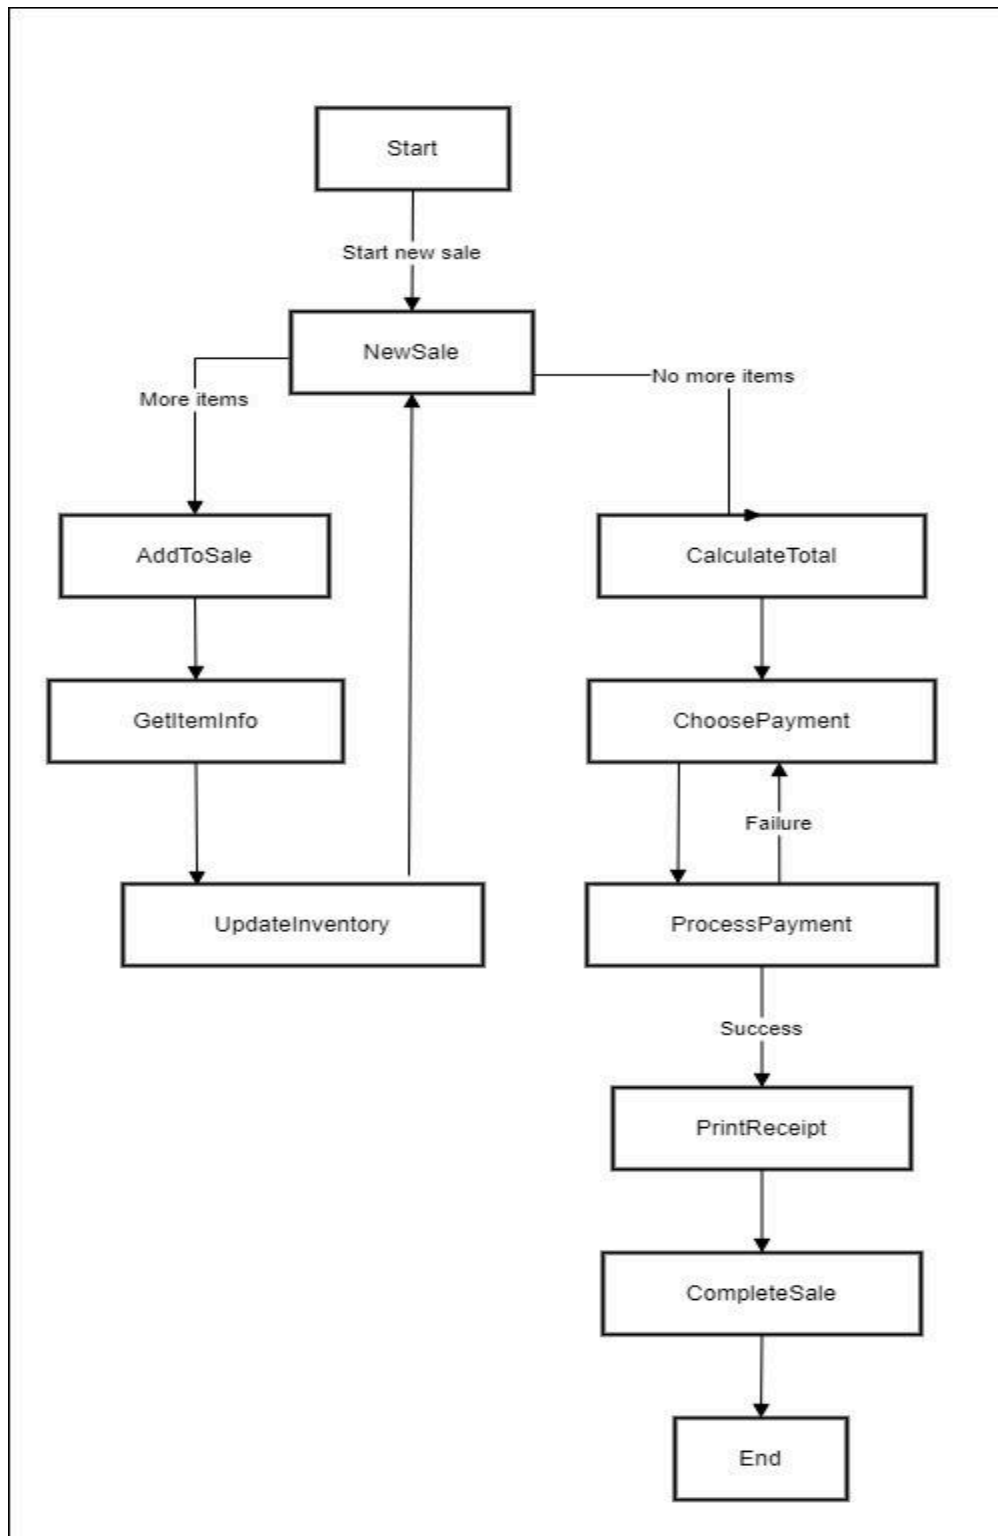 Start
Start new sale
NewSale
More items
No more items
AddToSale
CalculateTotal
GetItemInfo
ChoosePayment
Failure
UpdateInventory
ProcessPayment
Success
PrintReceipt
CompleteSale
End